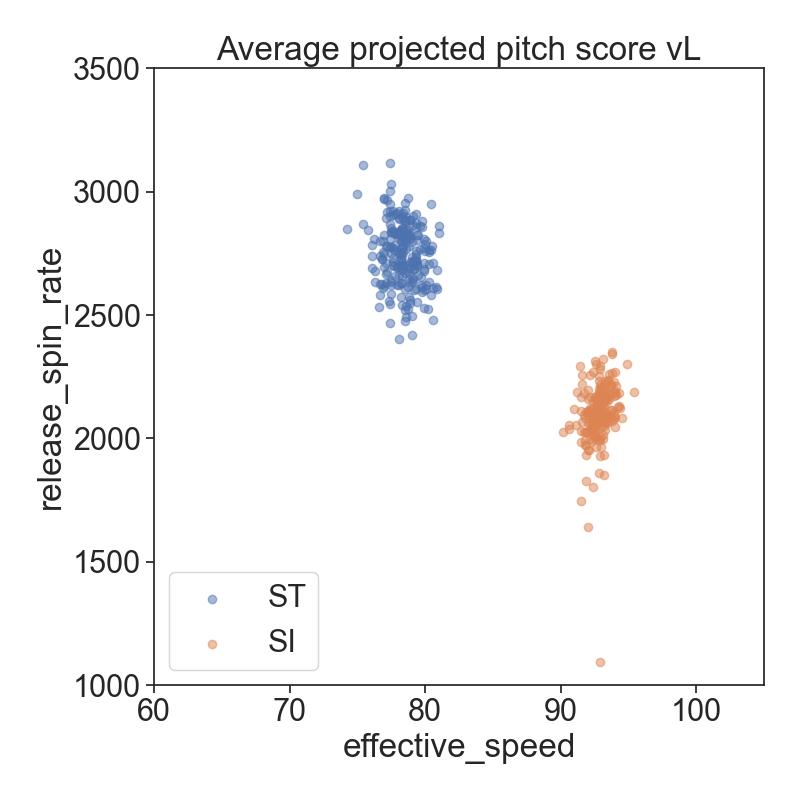 Average projected pitch score vL
3500
3000
2500
2000
1500
1000
release_spin_rate
ST
SI
60 70 80 90 100
effective_speed